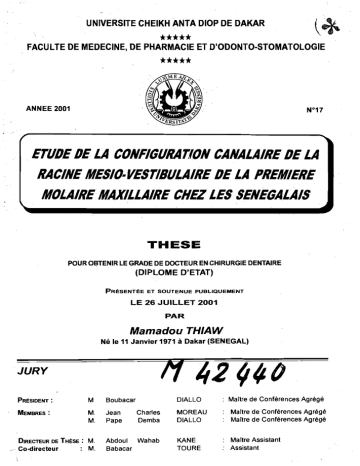 UNIVERSITE CHEIKH ANTA DIOP DE DAKAR
*****
FACULTE DE MEDECINE, DE PHARMACIE ET D'ODONTO-STOMATOLOGIE
*****
ANNEE 2001 N°17
ETUDE DE LA CONFIGURATION CANALAIRE DE LA
RACINE MESIO-VESTIBULAIRE DE LA PREMIERE
MOLAIRE MAXILLAIRE CHEZ LES SENEGALAIS
THESE
POUR OBTENIR LE GRADE DE DOCTEUR EN CHIRURGIE DENTAIRE
(DIPLOME D'ETAT)
PRÉSENTÉE ET SOUTENUE PUBLIQUEMENT
LE 26 JUILLET 2001
PAR
Mamadou THIAW
Né le 11 Janvier 1971 à Dakar (SENEGAL)
JURY M 42440
PRÉSIDENT : M Boubacar DIALLO : Maître de Conférences Agrégé
MEMBRES : M. Jean Charles MOREAU : Maître de Conférences Agrégé
M. Pape Demba DIALLO : Maître de Conférences Agrégé
DIRECTEUR DE THÈSE : M. Abdoul Wahab KANE : Maître Assistant
Co-directeur : M. Babacar TOURE : Assistant